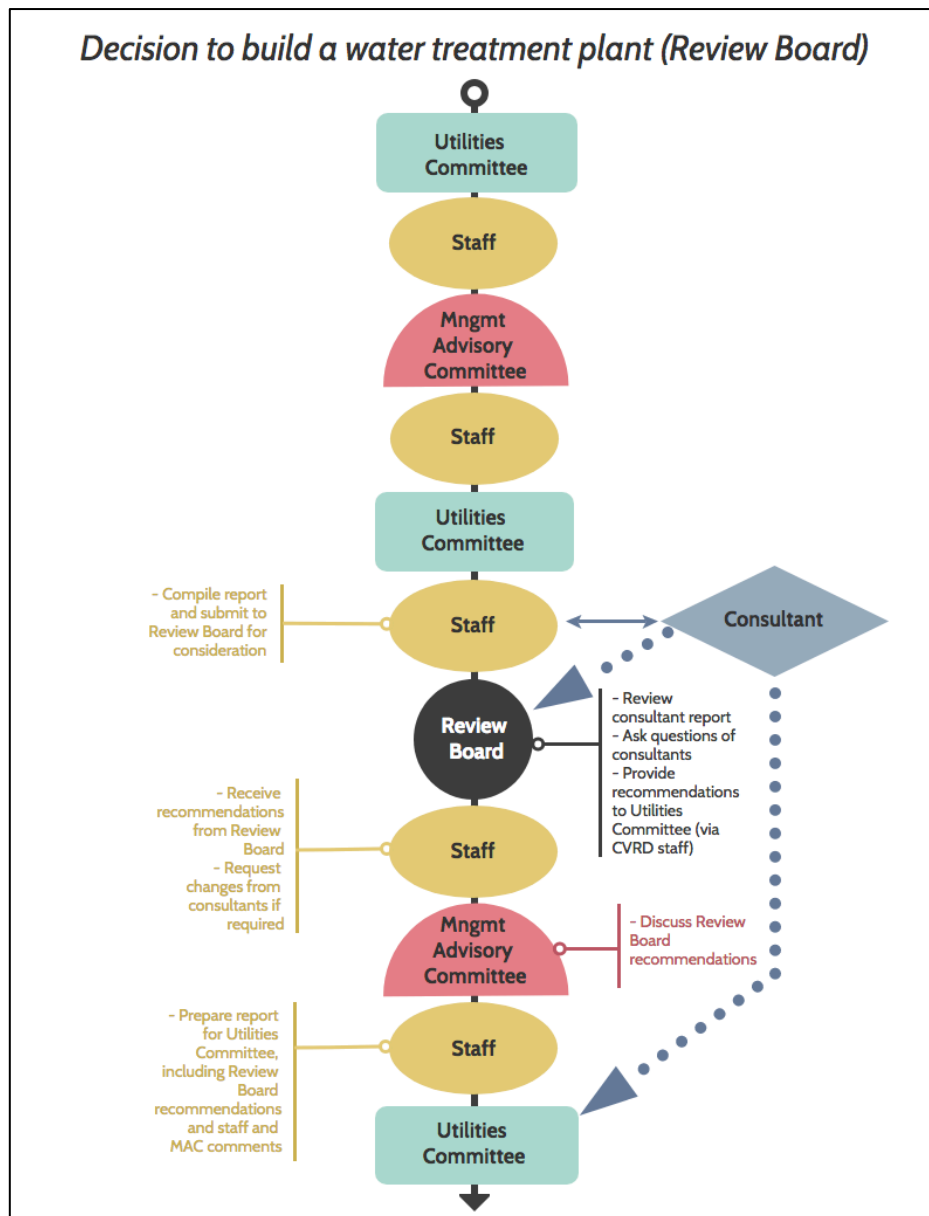 Decision to build a water treatment plant (Review Board)
Utilities
Committee
Staff
Mngmt
Advisory
Committee
Staff
Utilities
Committee
- Compile report
and submit to
Review Board for
consideration
Staff
Consultant
Review
Board
- Review
consultant report
- Ask questions of
consultants
- Provide
recommendations
to Utilities
Committee (via
CVRD staff)
- Receive
recommendations
from Review
Board
- Request
changes from
consultants if
required
Staff
Mngmt
Advisory
Committee
- Discuss Review
Board
recommendations
- Prepare report
for Utilities
Committee,
including Review
Board
recommendations
and staff and
MAC comments
Staff
Utilities
Committee